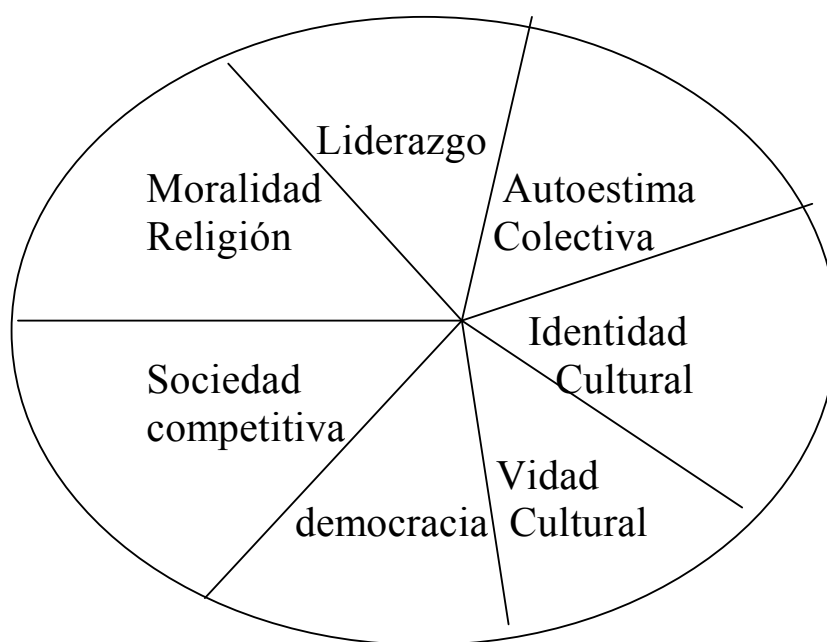 Liderazgo
Moralidad
Religión
Autoestima
Colectiva
Identidad
Cultural
Sociedad
competitiva
Vidad
Cultural
democracia